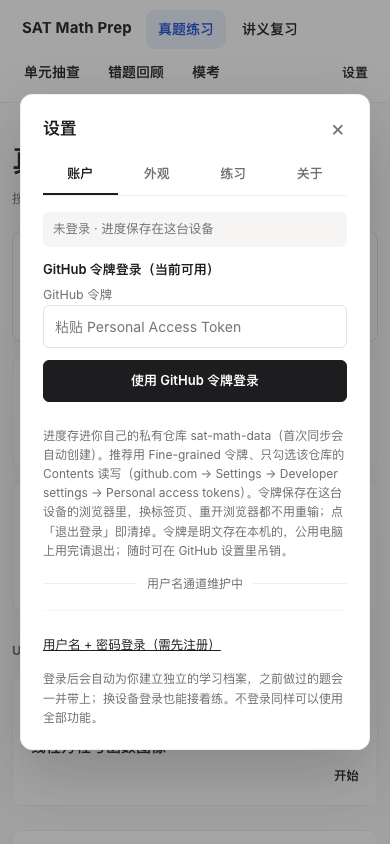 SAT Math Prep
真题练习
讲义复习
单元抽查
错题回顾
模考
设置
设置
账户
外观
练习
关于
未登录 · 进度保存在这台设备
GitHub 令牌登录（当前可用）
GitHub 令牌
粘贴 Personal Access Token
使用 GitHub 令牌登录
进度存进你自己的私有仓库 sat-math-data（首次同步会
自动创建）。推荐用 Fine-grained 令牌、只勾选该仓库的
Contents 读写（github.com → Settings → Developer
settings → Personal access tokens）。令牌保存在这台
设备的浏览器里，换标签页、重开浏览器都不用重输；点
「退出登录」即清掉。令牌是明文存在本机的，公用电脑
上用完请退出；随时可在 GitHub 设置里吊销。
用户名通道维护中
用户名 + 密码登录（需先注册）
登录后会自动为你建立独立的学习档案，之前做过的题会
一并带上；换设备登录也能接着练。不登录同样可以使用
全部功能。
开始